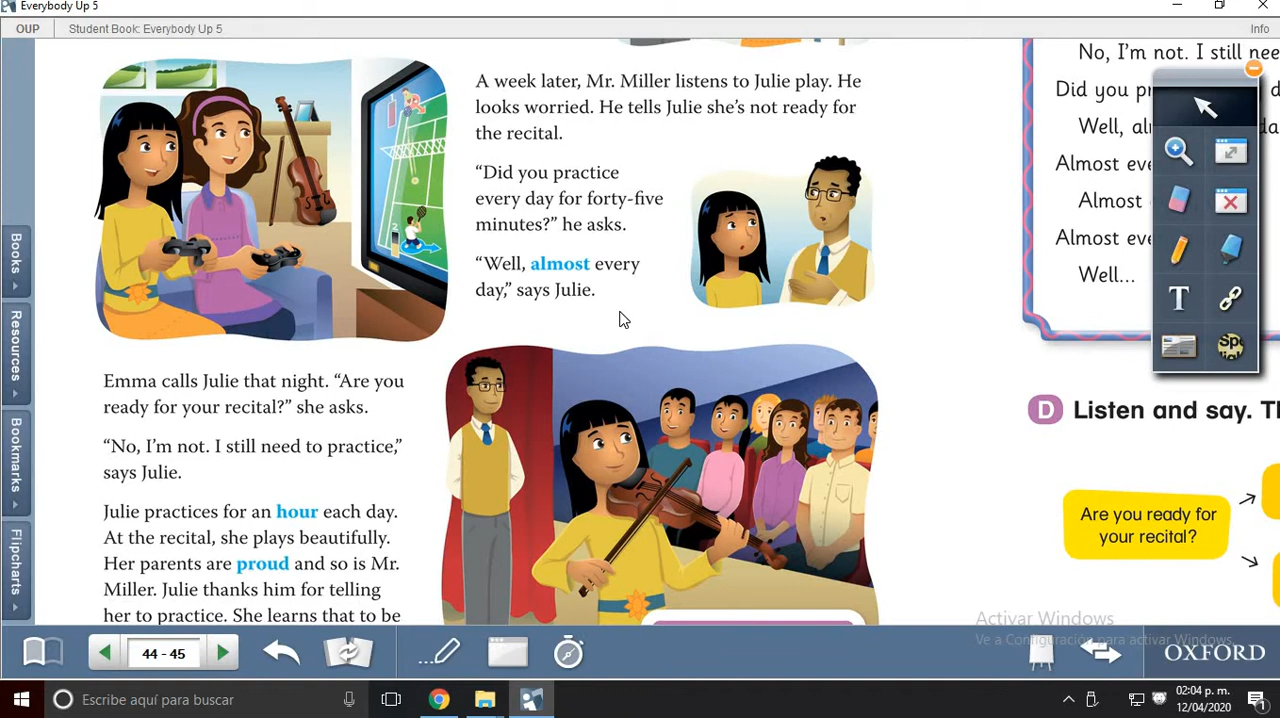 Everybody Up 5
OUP
Student Book: Everybody Up 5
Info
Books
Resources
Bookmarks
Flipcharts
A week later, Mr. Miller listens to Julie play. He
looks worried. He tells Julie she's not ready for
the recital.
“Did you practice
every day for forty-five
minutes?” he asks.
“Well, almost every
day,” says Julie.
Emma calls Julie that night. “Are you
ready for your recital?” she asks.
“No, I'm not. I still need to practice,”
says Julie.
Julie practices for an hour each day.
At the recital, she plays beautifully.
Her parents are proud and so is Mr.
Miller. Julie thanks him for telling
her to practice. She learns that to be
No, I'm not. I still nee
Did you pr
Well, al
Almost eve
Almost
Almost eve
Well...
T
D Listen and say. Th
Are you ready for
your recital?
Activar Windows
Ve a Configuración para activar Windows.
44 - 45
OXFORD
Escribe aquí para buscar
02:04 p. m.
12/04/2020
1